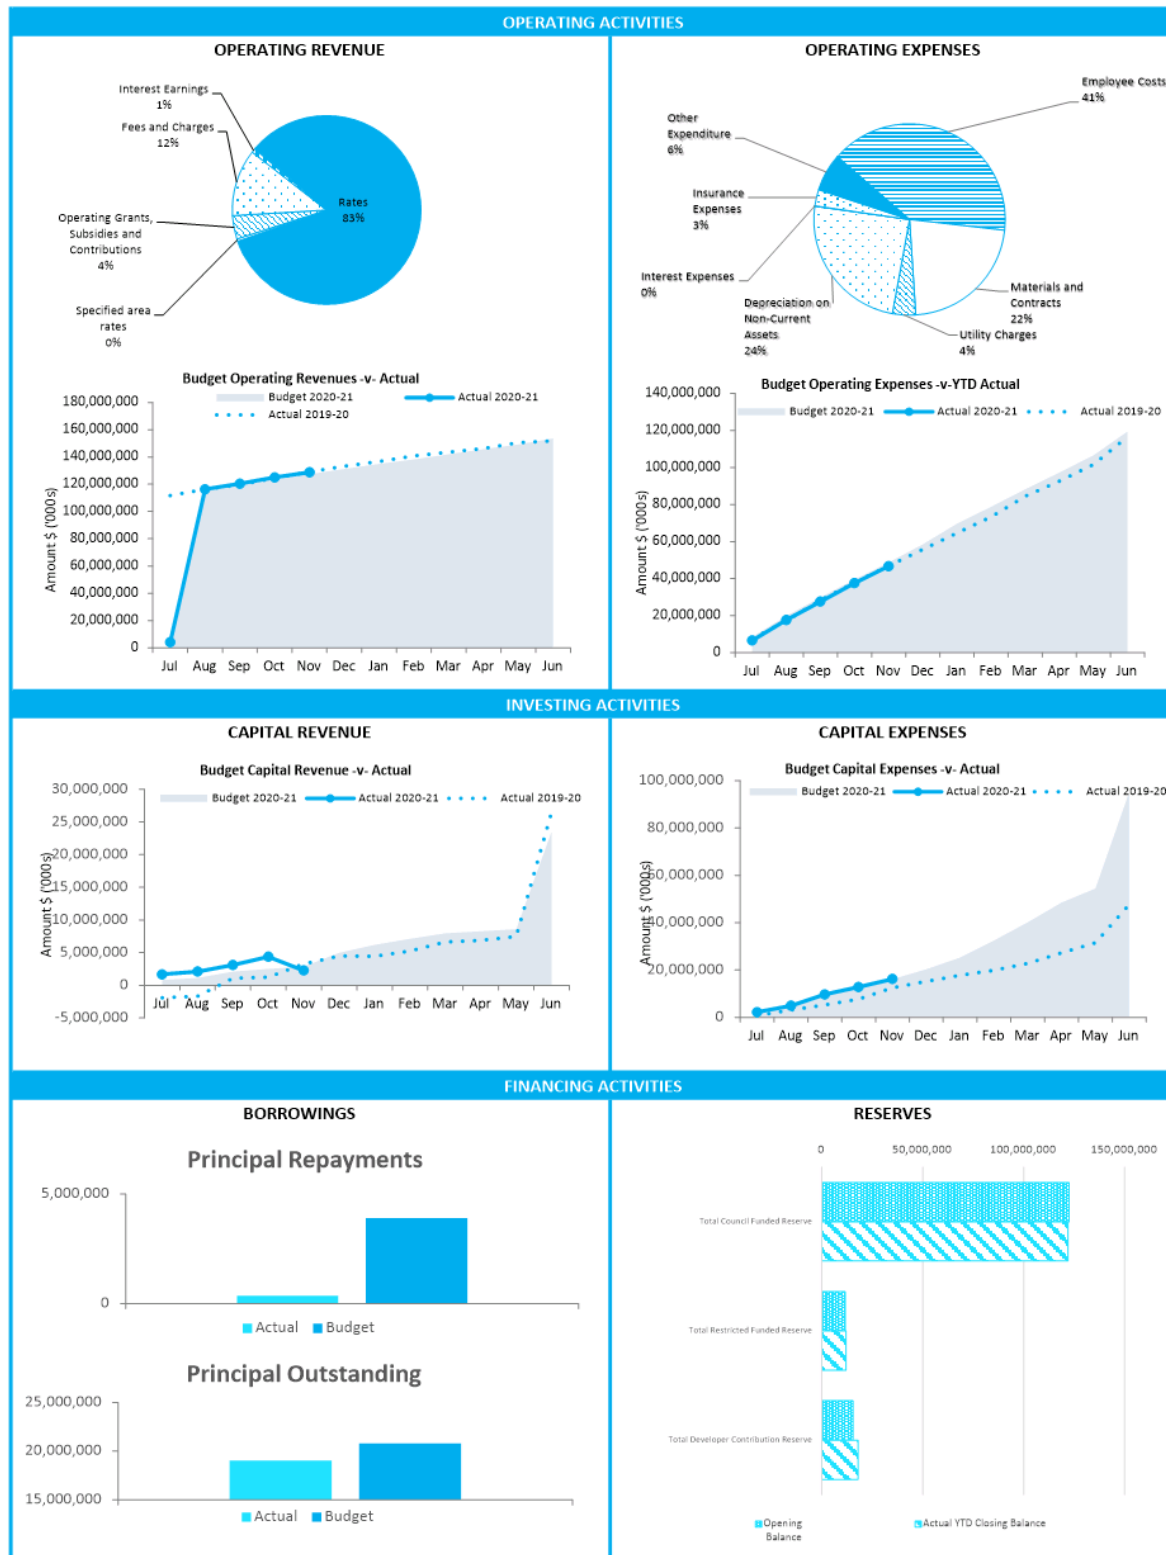 OPERATING ACTIVITIES
OPERATING REVENUE
Interest Earnings
1%
Fees and Charges
12%
Operating Grants,
Subsidies and
Contributions
4%
Specified area
rates
0%
Rates
83%
Budget Operating Revenues -v- Actual
Budget 2020-21
Actual 2020-21
Actual 2019-20
Amount $ ('000s)
180,000,000
160,000,000
140,000,000
120,000,000
100,000,000
80,000,000
60,000,000
40,000,000
20,000,000
0
Jul Aug Sep Oct Nov Dec Jan Feb Mar Apr May Jun
OPERATING EXPENSES
Employee Costs
41%
Other
Expenditure
6%
Insurance
Expenses
3%
Interest Expenses
0%
Depreciation on
Non-Current
Assets
24%
Utility Charges
4%
Materials and
Contracts
22%
Budget Operating Expenses -v-YTD Actual
Budget 2020-21
Actual 2020-21
Actual 2019-20
Amount $ ('000s)
140,000,000
120,000,000
100,000,000
80,000,000
60,000,000
40,000,000
20,000,000
0
Jul Aug Sep Oct Nov Dec Jan Feb Mar Apr May Jun
INVESTING ACTIVITIES
CAPITAL REVENUE
Budget Capital Revenue -v- Actual
Budget 2020-21
Actual 2020-21
Actual 2019-20
Amount $ ('000s)
30,000,000
25,000,000
20,000,000
15,000,000
10,000,000
5,000,000
0
-5,000,000
Jul Aug Sep Oct Nov Dec Jan Feb Mar Apr May Jun
CAPITAL EXPENSES
Budget Capital Expenses -v- Actual
Budget 2020-21
Actual 2020-21
Actual 2019-20
Amount $ ('000s)
100,000,000
80,000,000
60,000,000
40,000,000
20,000,000
0
Jul Aug Sep Oct Nov Dec Jan Feb Mar Apr May Jun
FINANCING ACTIVITIES
BORROWINGS
Principal Repayments
5,000,000
0
Actual Budget
Principal Outstanding
25,000,000
20,000,000
15,000,000
Actual Budget
RESERVES
0 50,000,000 100,000,000 150,000,000
Total Council Funded Reserve
Total Restricted Funded Reserve
Total Developer Contribution Reserve
Opening
Balance
Actual YTD Closing Balance